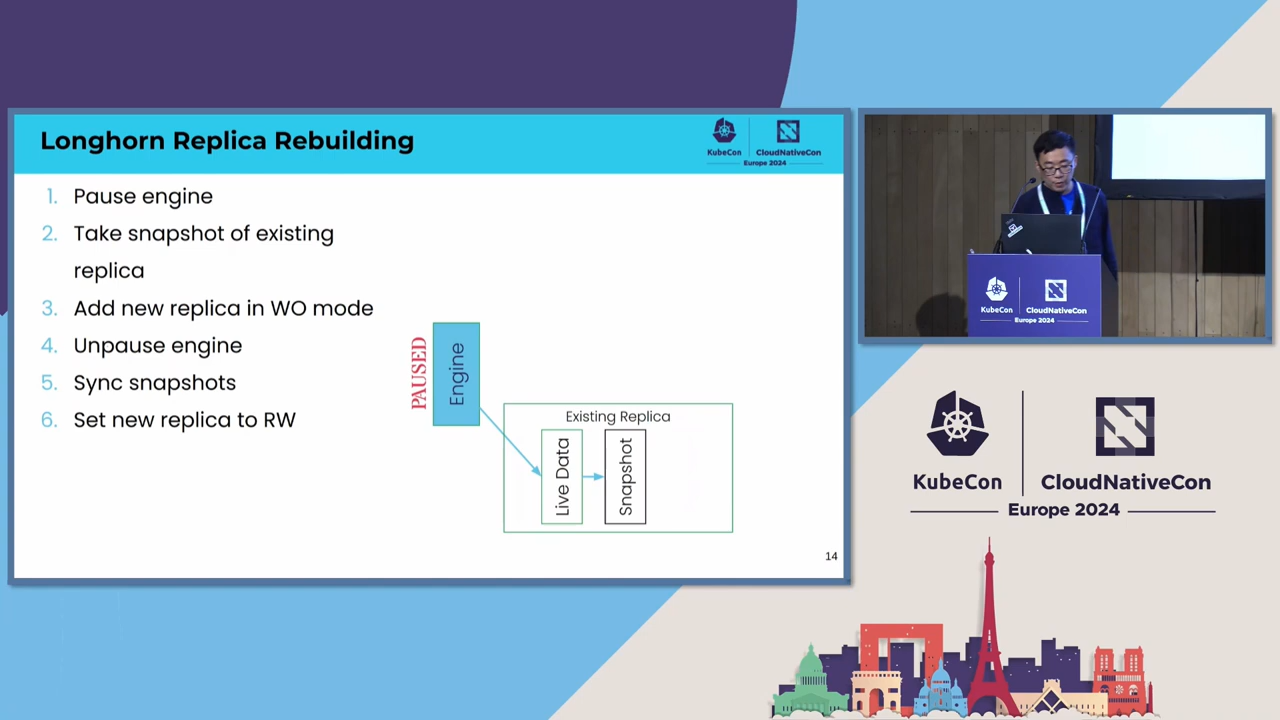 Longhorn Replica Rebuilding
KubeCon
CloudNativeCon
Europe 2024
1. Pause engine
2. Take snapshot of existing
replica
3. Add new replica in WO mode
4. Unpause engine
5. Sync snapshots
6. Set new replica to RW
PAUSED
Engine
Existing Replica
Live Data
Snapshot
14
KubeCon
CloudNativeCon
Europe 2024
KubeCon
CloudNativeCon
Europe 2024